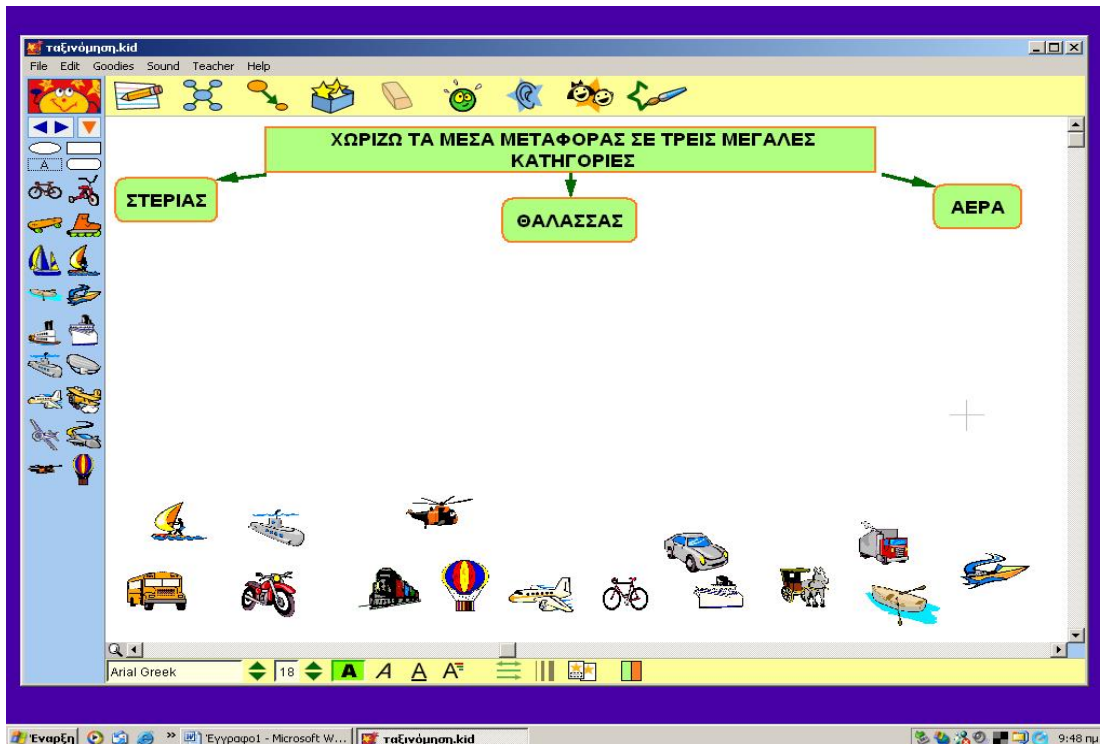 ταξινόμηση.kid
File Edit Goodies Sound Teacher Help
ΧΩΡΙΖΩ ΤΑ ΜΕΣΑ ΜΕΤΑΦΟΡΑΣ ΣΕ ΤΡΕΙΣ ΜΕΓΑΛΕΣ
ΚΑΤΗΓΟΡΙΕΣ
ΣΤΕΡΙΑΣ
ΘΑΛΑΣΣΑΣ
ΑΕΡΑ
A
Arial Greek 18 A A A A
Έναρξη » Έγγραφο1 - Microsoft W... ταξινόμηση.kid 9:48 πμ